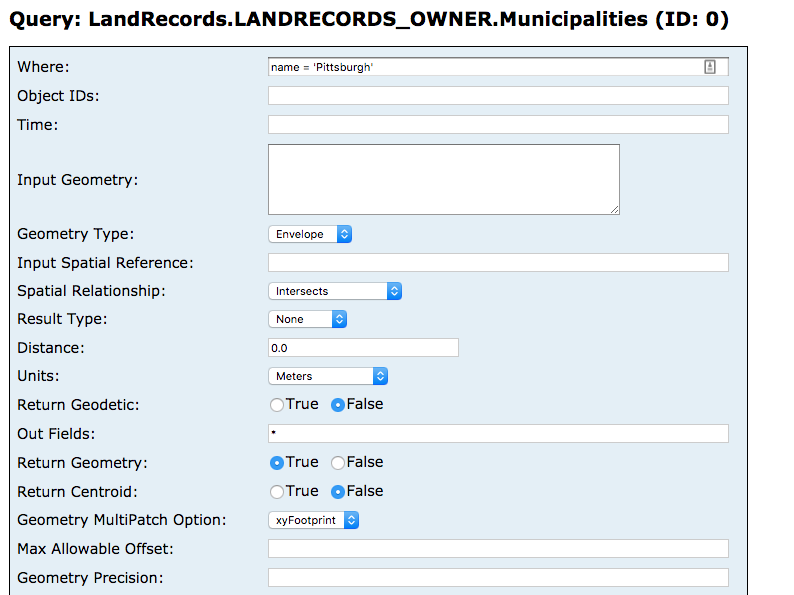 Query: LandRecords.LANDRECORDS_OWNER.Municipalities (ID: 0)
Where: name = 'Pittsburgh'
Object IDs:
Time:
Input Geometry:
Geometry Type: Envelope
Input Spatial Reference:
Spatial Relationship: Intersects
Result Type: None
Distance: 0.0
Units: Meters
Return Geodetic: True False
Out Fields: *
Return Geometry: True False
Return Centroid: True False
Geometry MultiPatch Option: xyFootprint
Max Allowable Offset:
Geometry Precision: